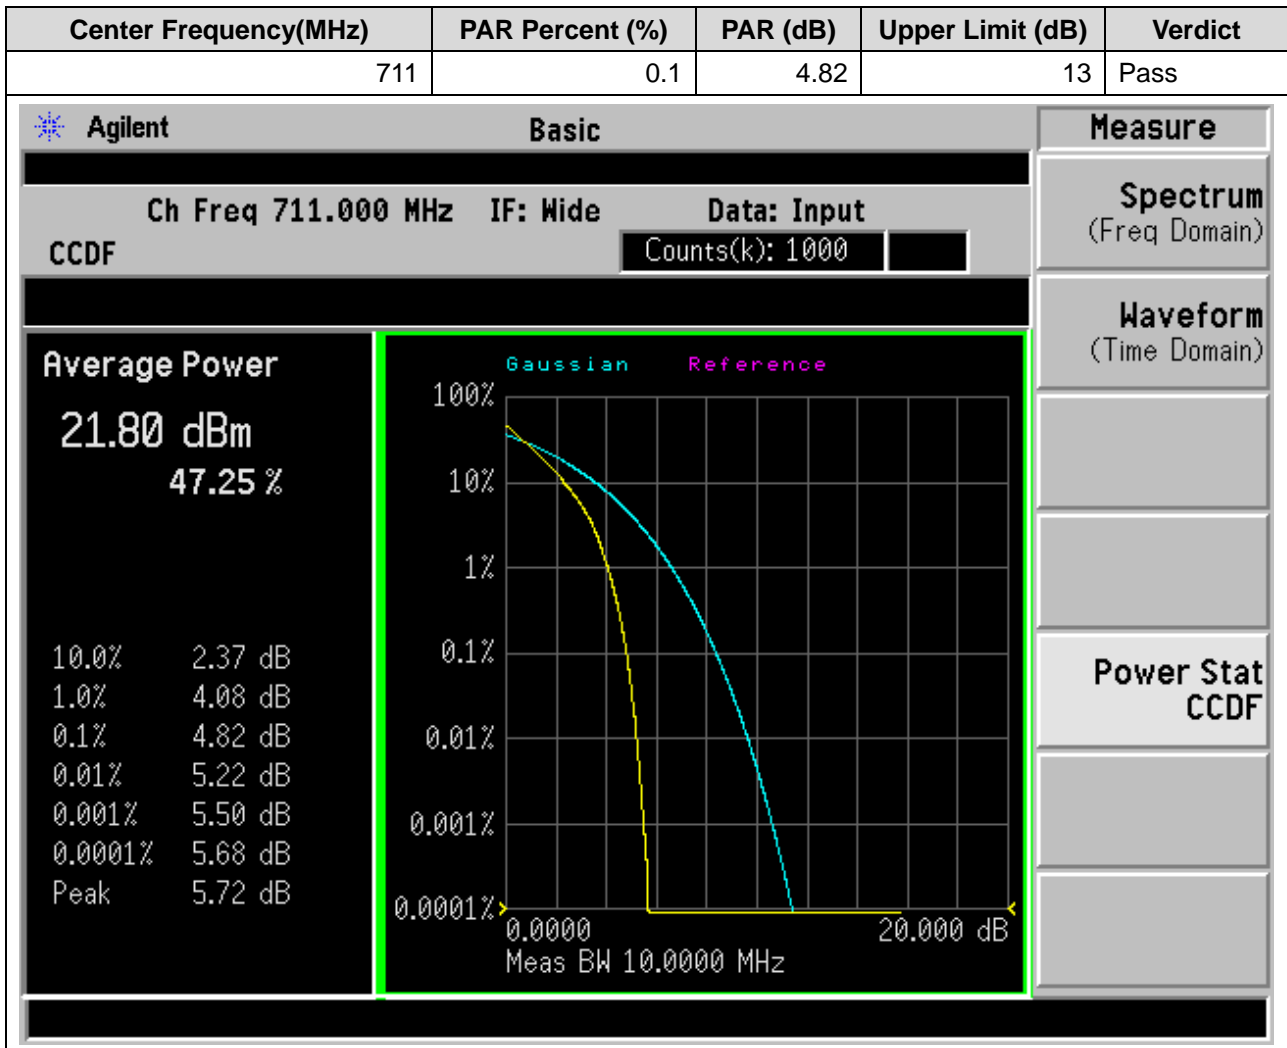 Center Frequency(MHz) PAR Percent (%) PAR (dB) Upper Limit (dB) Verdict
711 0.1 4.82 13 Pass
Agilent Basic Measure
Ch Freq 711.000 MHz IF: Wide Data: Input
CCDF Counts(k): 1000
Average Power
21.80 dBm
47.25 %
10.0% 2.37 dB
1.0% 4.08 dB
0.1% 4.82 dB
0.01% 5.22 dB
0.001% 5.50 dB
0.0001% 5.68 dB
Peak 5.72 dB
Gaussian Reference
100%
10%
1%
0.1%
0.01%
0.001%
0.0001%
0.0000 20.000 dB
Meas BW 10.0000 MHz
Spectrum
(Freq Domain)
Waveform
(Time Domain)
Power Stat
CCDF